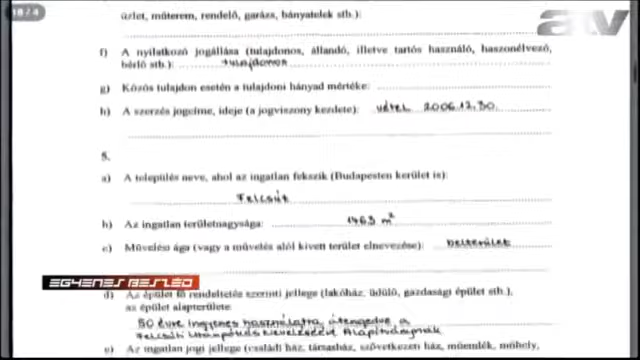 18/4
atv
üzlet, műterem, rendelő, garázs, bányatelek stb.):
f) A nyilatkozó jogállása (tulajdonos, állandó, illetve tartós használó, haszonélvező,
bérlő stb.): tulajdonos
g) Közös tulajdon esetén a tulajdoni hányad mértéke:
h) A szerzés jogcíme, ideje (a jogviszony kezdete): vétel 2006.12.30.
5.
a) A település neve, ahol az ingatlan fekszik (Budapesten kerület is):
Felcsút
b) Az ingatlan területnagysága: 1463 m²
c) Művelési ága (vagy a művelés alól kivett terület elnevezése): belterület
EGYENES BESZÉD
d) Az épület fő rendeltetés szerinti jellege (lakóház, üdülő, gazdasági épület stb.),
az épület alapterülete:
50 évre ingyenes használatra átengedve a
Felcsúti Utánpótlás Neveléséért Alapítványnak
e) Az ingatlan jogi jellege (családi ház, társasház, szövetkezeti ház, műemlék, műhely,